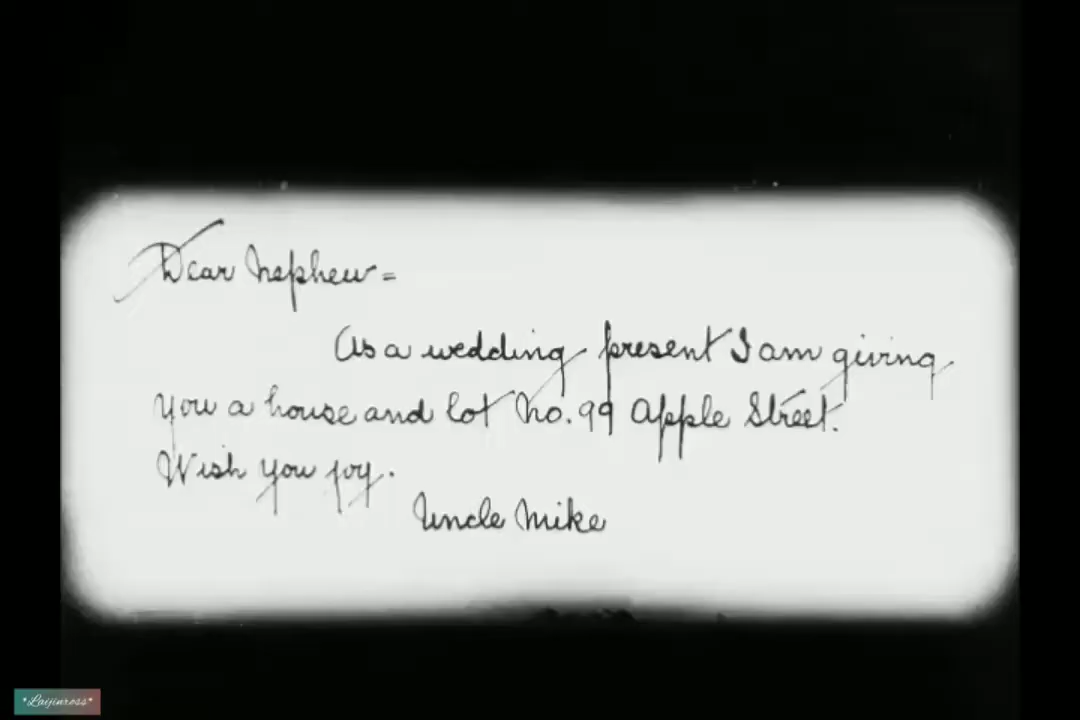 Dear Nephew =
As a wedding present I am giving
you a house and lot No. 99 Apple Street.
Wish you joy.
Uncle Mike
*Laijinross*